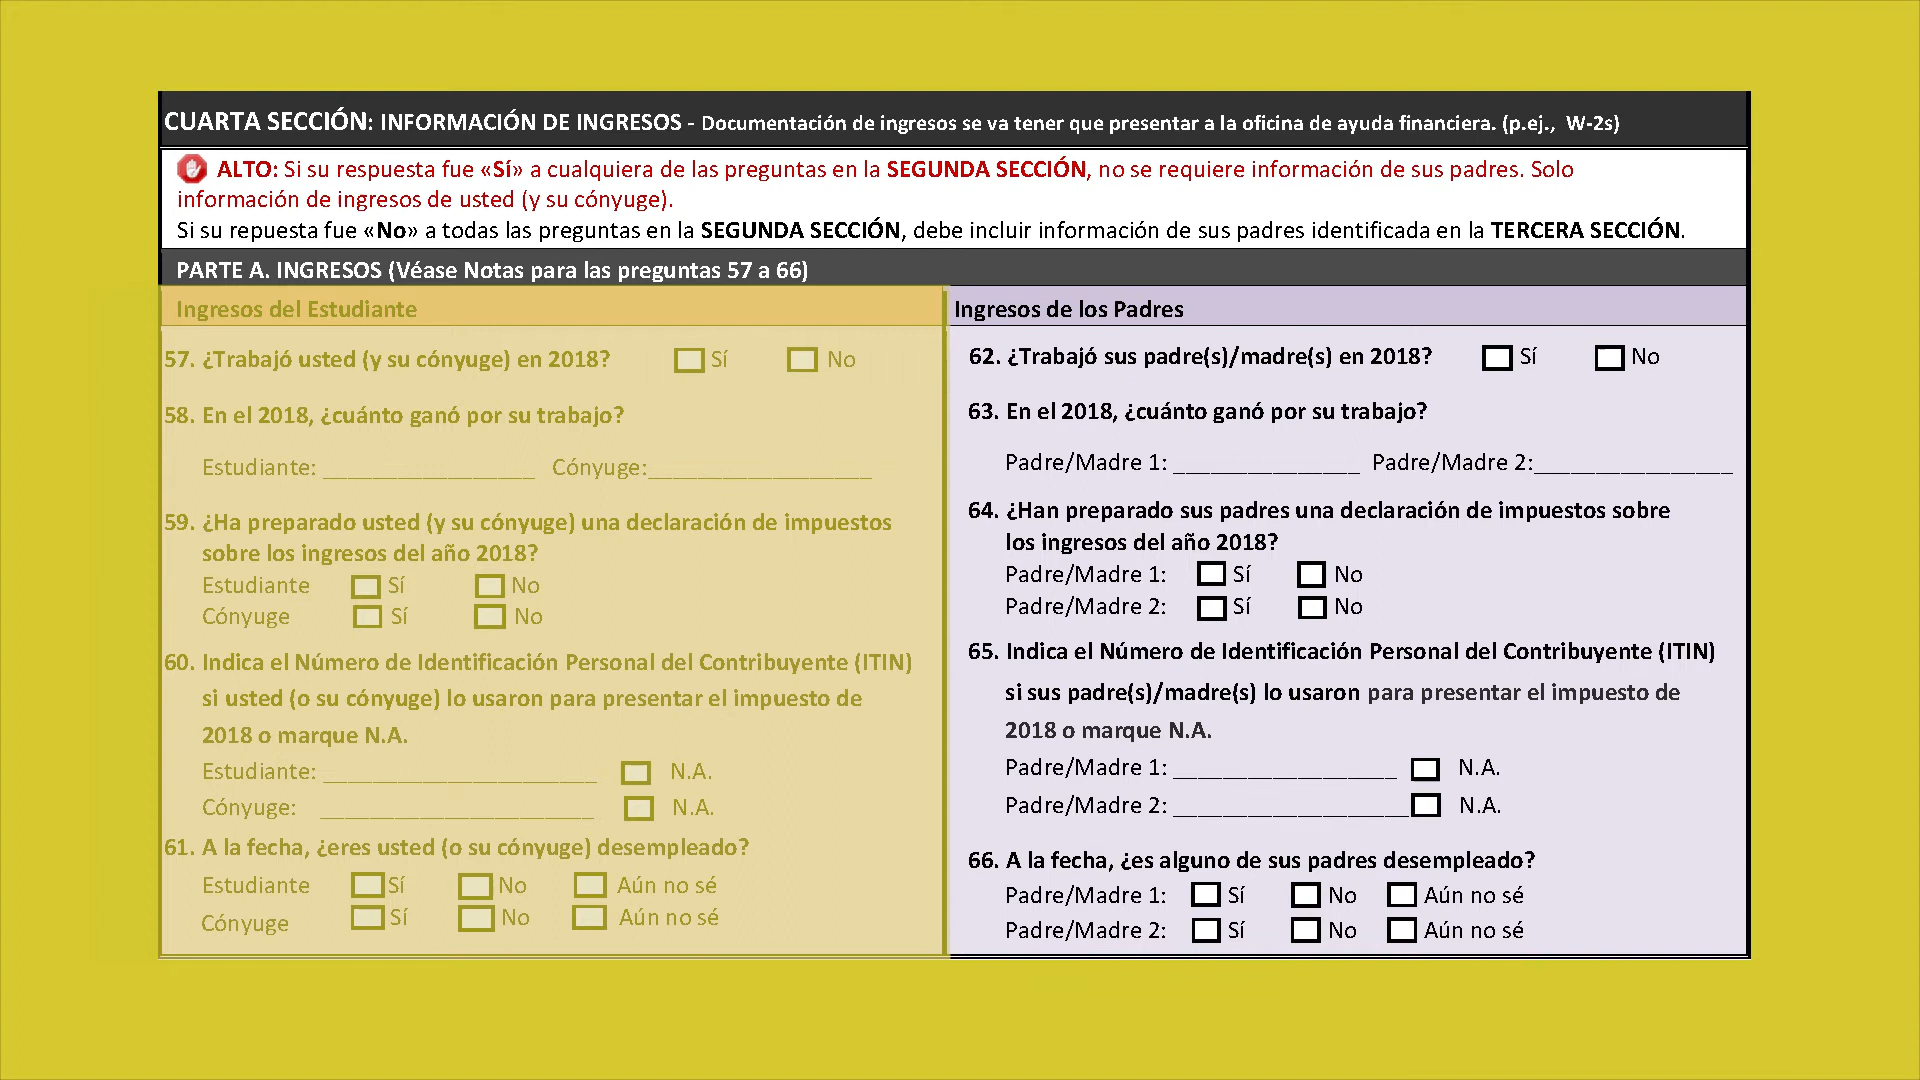 CUARTA SECCIÓN: INFORMACIÓN DE INGRESOS - Documentación de ingresos se va tener que presentar a la oficina de ayuda financiera. (p.ej., W-2s)
ALTO: Si su respuesta fue «Sí» a cualquiera de las preguntas en la SEGUNDA SECCIÓN, no se requiere información de sus padres. Solo
información de ingresos de usted (y su cónyuge).
Si su repuesta fue «No» a todas las preguntas en la SEGUNDA SECCIÓN, debe incluir información de sus padres identificada en la TERCERA SECCIÓN.
PARTE A. INGRESOS (Véase Notas para las preguntas 57 a 66)
Ingresos del Estudiante
57. ¿Trabajó usted (y su cónyuge) en 2018? Sí No
58. En el 2018, ¿cuánto ganó por su trabajo?
Estudiante: _________________ Cónyuge:__________________
59. ¿Ha preparado usted (y su cónyuge) una declaración de impuestos
sobre los ingresos del año 2018?
Estudiante Sí No
Cónyuge Sí No
60. Indica el Número de Identificación Personal del Contribuyente (ITIN)
si usted (o su cónyuge) lo usaron para presentar el impuesto de
2018 o marque N.A.
Estudiante: ______________________ N.A.
Cónyuge: ______________________ N.A.
61. A la fecha, ¿eres usted (o su cónyuge) desempleado?
Estudiante Sí No Aún no sé
Cónyuge Sí No Aún no sé
Ingresos de los Padres
62. ¿Trabajó sus padre(s)/madre(s) en 2018? Sí No
63. En el 2018, ¿cuánto ganó por su trabajo?
Padre/Madre 1: _______________ Padre/Madre 2:________________
64. ¿Han preparado sus padres una declaración de impuestos sobre
los ingresos del año 2018?
Padre/Madre 1: Sí No
Padre/Madre 2: Sí No
65. Indica el Número de Identificación Personal del Contribuyente (ITIN)
si sus padre(s)/madre(s) lo usaron para presentar el impuesto de
2018 o marque N.A.
Padre/Madre 1: __________________ N.A.
Padre/Madre 2: ___________________ N.A.
66. A la fecha, ¿es alguno de sus padres desempleado?
Padre/Madre 1: Sí No Aún no sé
Padre/Madre 2: Sí No Aún no sé